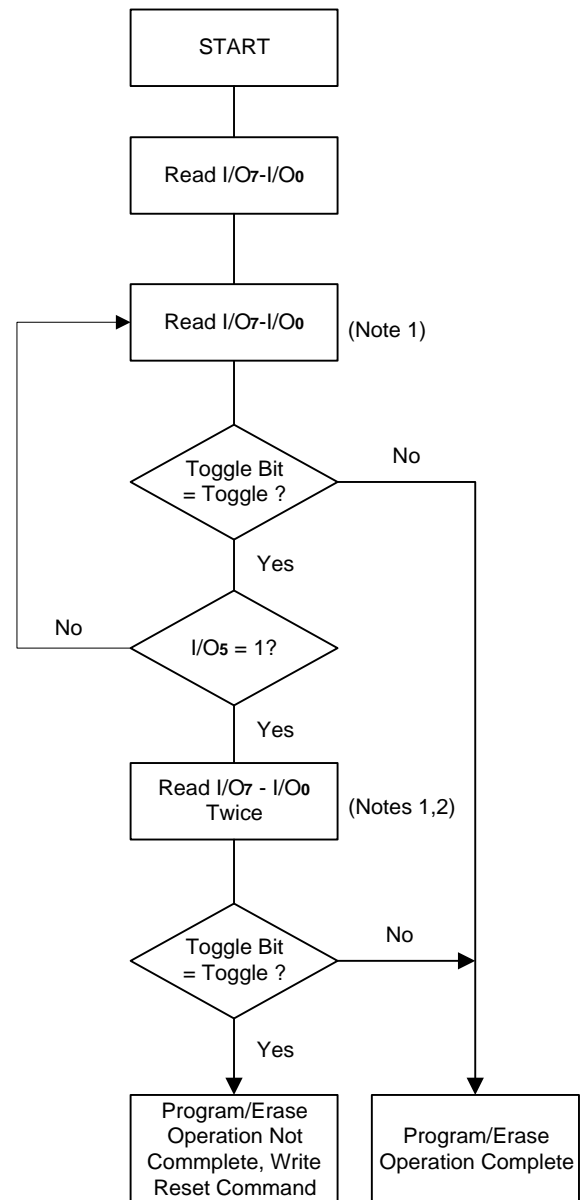 START
Read I/O7-I/O0
Read I/O7-I/O0
(Note 1)
Toggle Bit
= Toggle ?
No
Yes
I/O5 = 1?
No
Yes
Read I/O7 - I/O0
Twice
(Notes 1,2)
Toggle Bit
= Toggle ?
No
Yes
Program/Erase
Operation Not
Commplete, Write
Reset Command
Program/Erase
Operation Complete